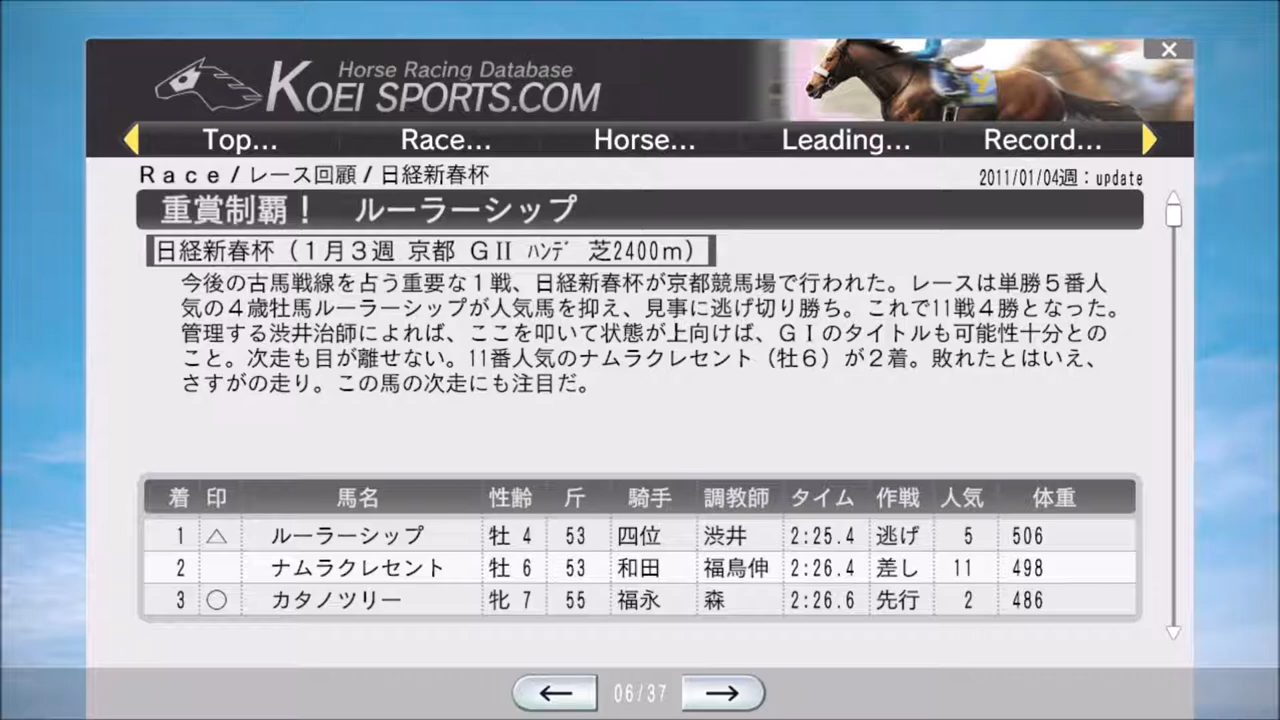 Horse Racing Database
KOEI SPORTS.COM
×
Top... Race... Horse... Leading... Record...
Ｒａｃｅ / レース回顧 / 日経新春杯
2011/01/04週：update
重賞制覇！　ルーラーシップ
日経新春杯（１月３週 京都 ＧⅡ ﾊﾝﾃﾞ 芝2400ｍ）
今後の古馬戦線を占う重要な１戦、日経新春杯が京都競馬場で行われた。レースは単勝５番人
気の４歳牡馬ルーラーシップが人気馬を抑え、見事に逃げ切り勝ち。これで11戦４勝となった。
管理する渋井治師によれば、ここを叩いて状態が上向けば、ＧⅠのタイトルも可能性十分との
こと。次走も目が離せない。11番人気のナムラクレセント（牡６）が２着。敗れたとはいえ、
さすがの走り。この馬の次走にも注目だ。
着 印 馬名 性齢 斤 騎手 調教師 タイム 作戦 人気 体重
1 △ ルーラーシップ 牡 4 53 四位 渋井 2:25.4 逃げ 5 506
2 ナムラクレセント 牡 6 53 和田 福島伸 2:26.4 差し 11 498
3 ○ カタノツリー 牝 7 55 福永 森 2:26.6 先行 2 486
← 06/37 →